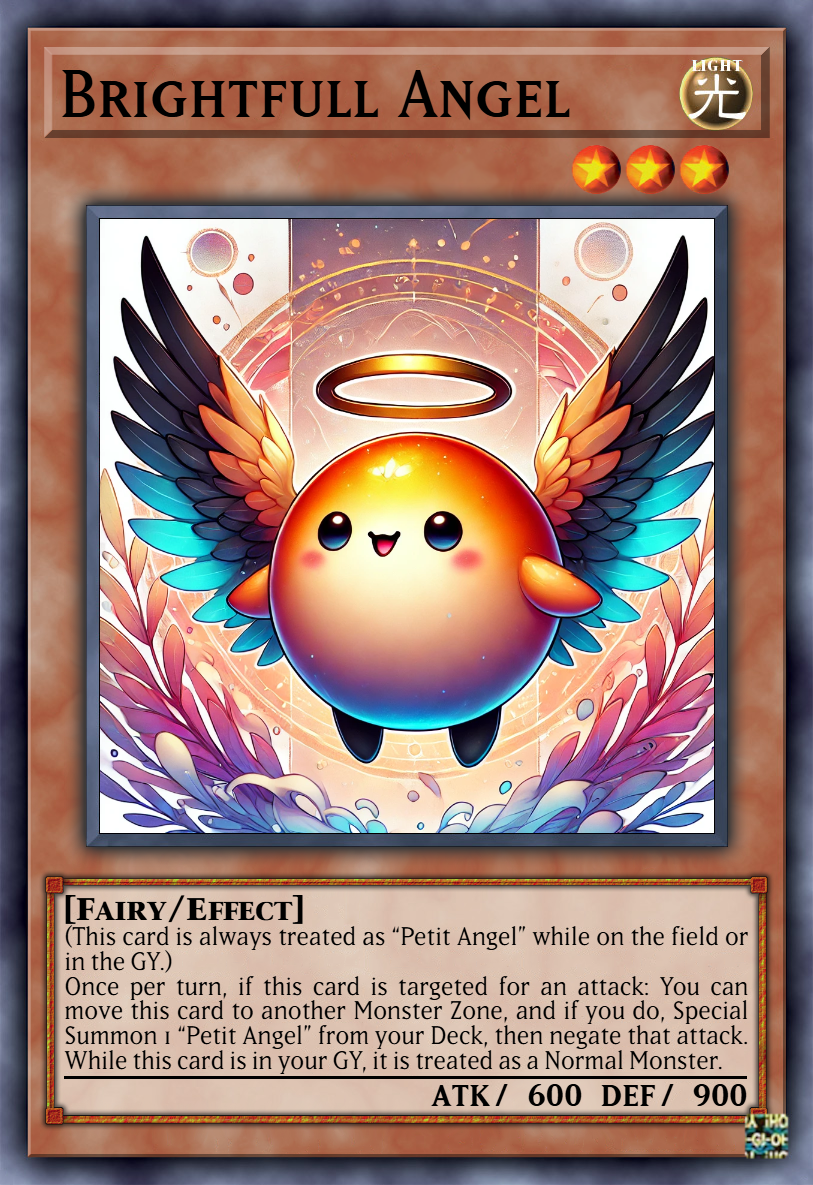 Brightfull Angel
LIGHT
光
[Fairy/Effect]
(This card is always treated as “Petit Angel” while on the field or
in the GY.)
Once per turn, if this card is targeted for an attack: You can
move this card to another Monster Zone, and if you do, Special
Summon 1 “Petit Angel” from your Deck, then negate that attack.
While this card is in your GY, it is treated as a Normal Monster.
ATK/ 600 DEF/ 900